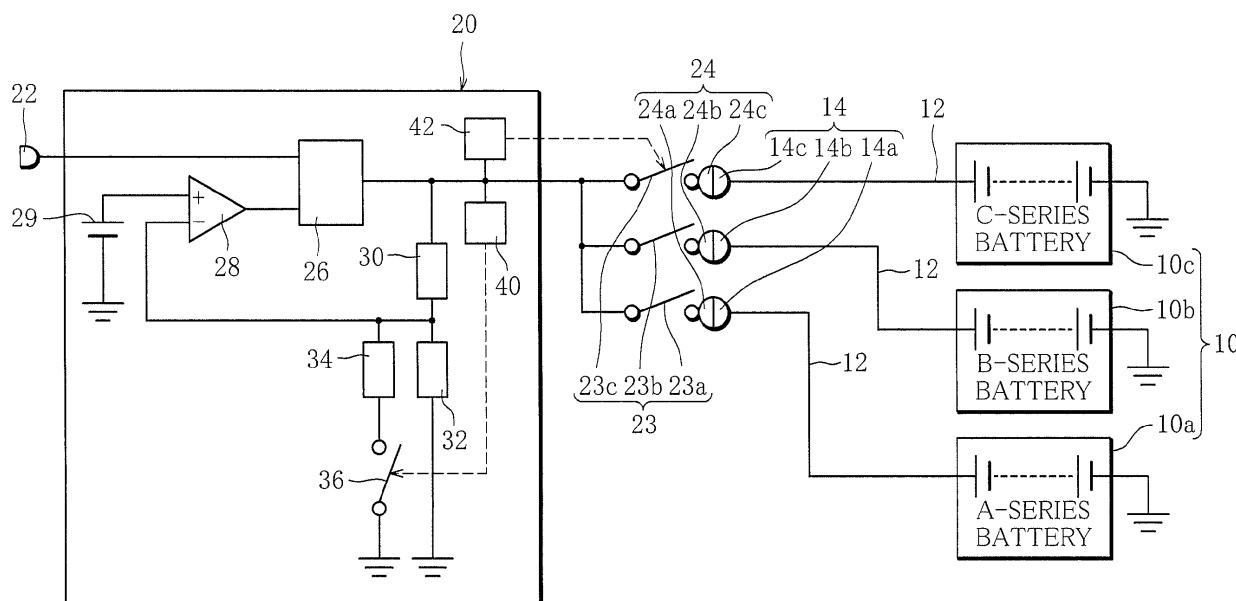 20
22
24
24a 24b 24c
14
14c 14b 14a
12
42
C-SERIES
BATTERY
10c
29
+
−
28
26
30
40
12
10b
10
34
32
23c 23b 23a
23
12
B-SERIES
BATTERY
10a
36
A-SERIES
BATTERY